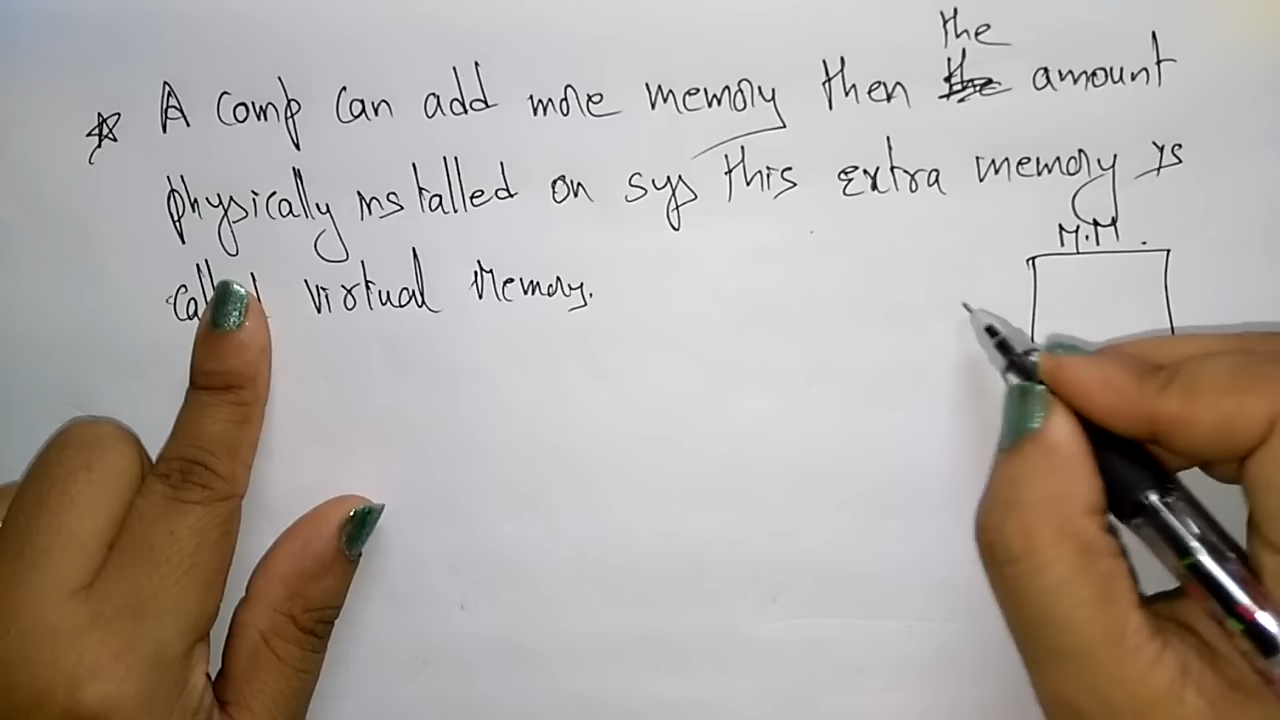 the
A comp can add more memory then the amount
physically installed on sys this extra memory is
called virtual Memory.
M.M.